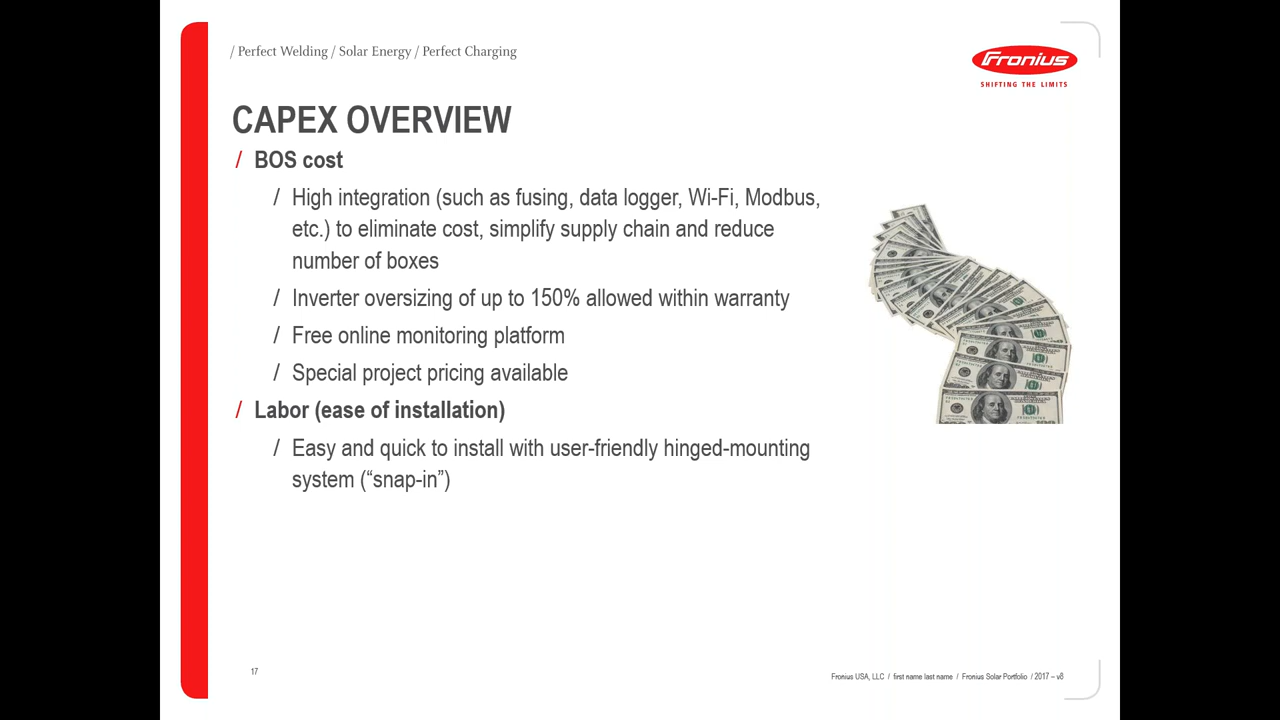 / Perfect Welding / Solar Energy / Perfect Charging
Fronius
SHIFTING THE LIMITS
CAPEX OVERVIEW
/ BOS cost
/ High integration (such as fusing, data logger, Wi-Fi, Modbus,
etc.) to eliminate cost, simplify supply chain and reduce
number of boxes
/ Inverter oversizing of up to 150% allowed within warranty
/ Free online monitoring platform
/ Special project pricing available
/ Labor (ease of installation)
/ Easy and quick to install with user-friendly hinged-mounting
system (“snap-in”)
17
Fronius USA, LLC / first name last name / Fronius Solar Portfolio / 2017 – v8